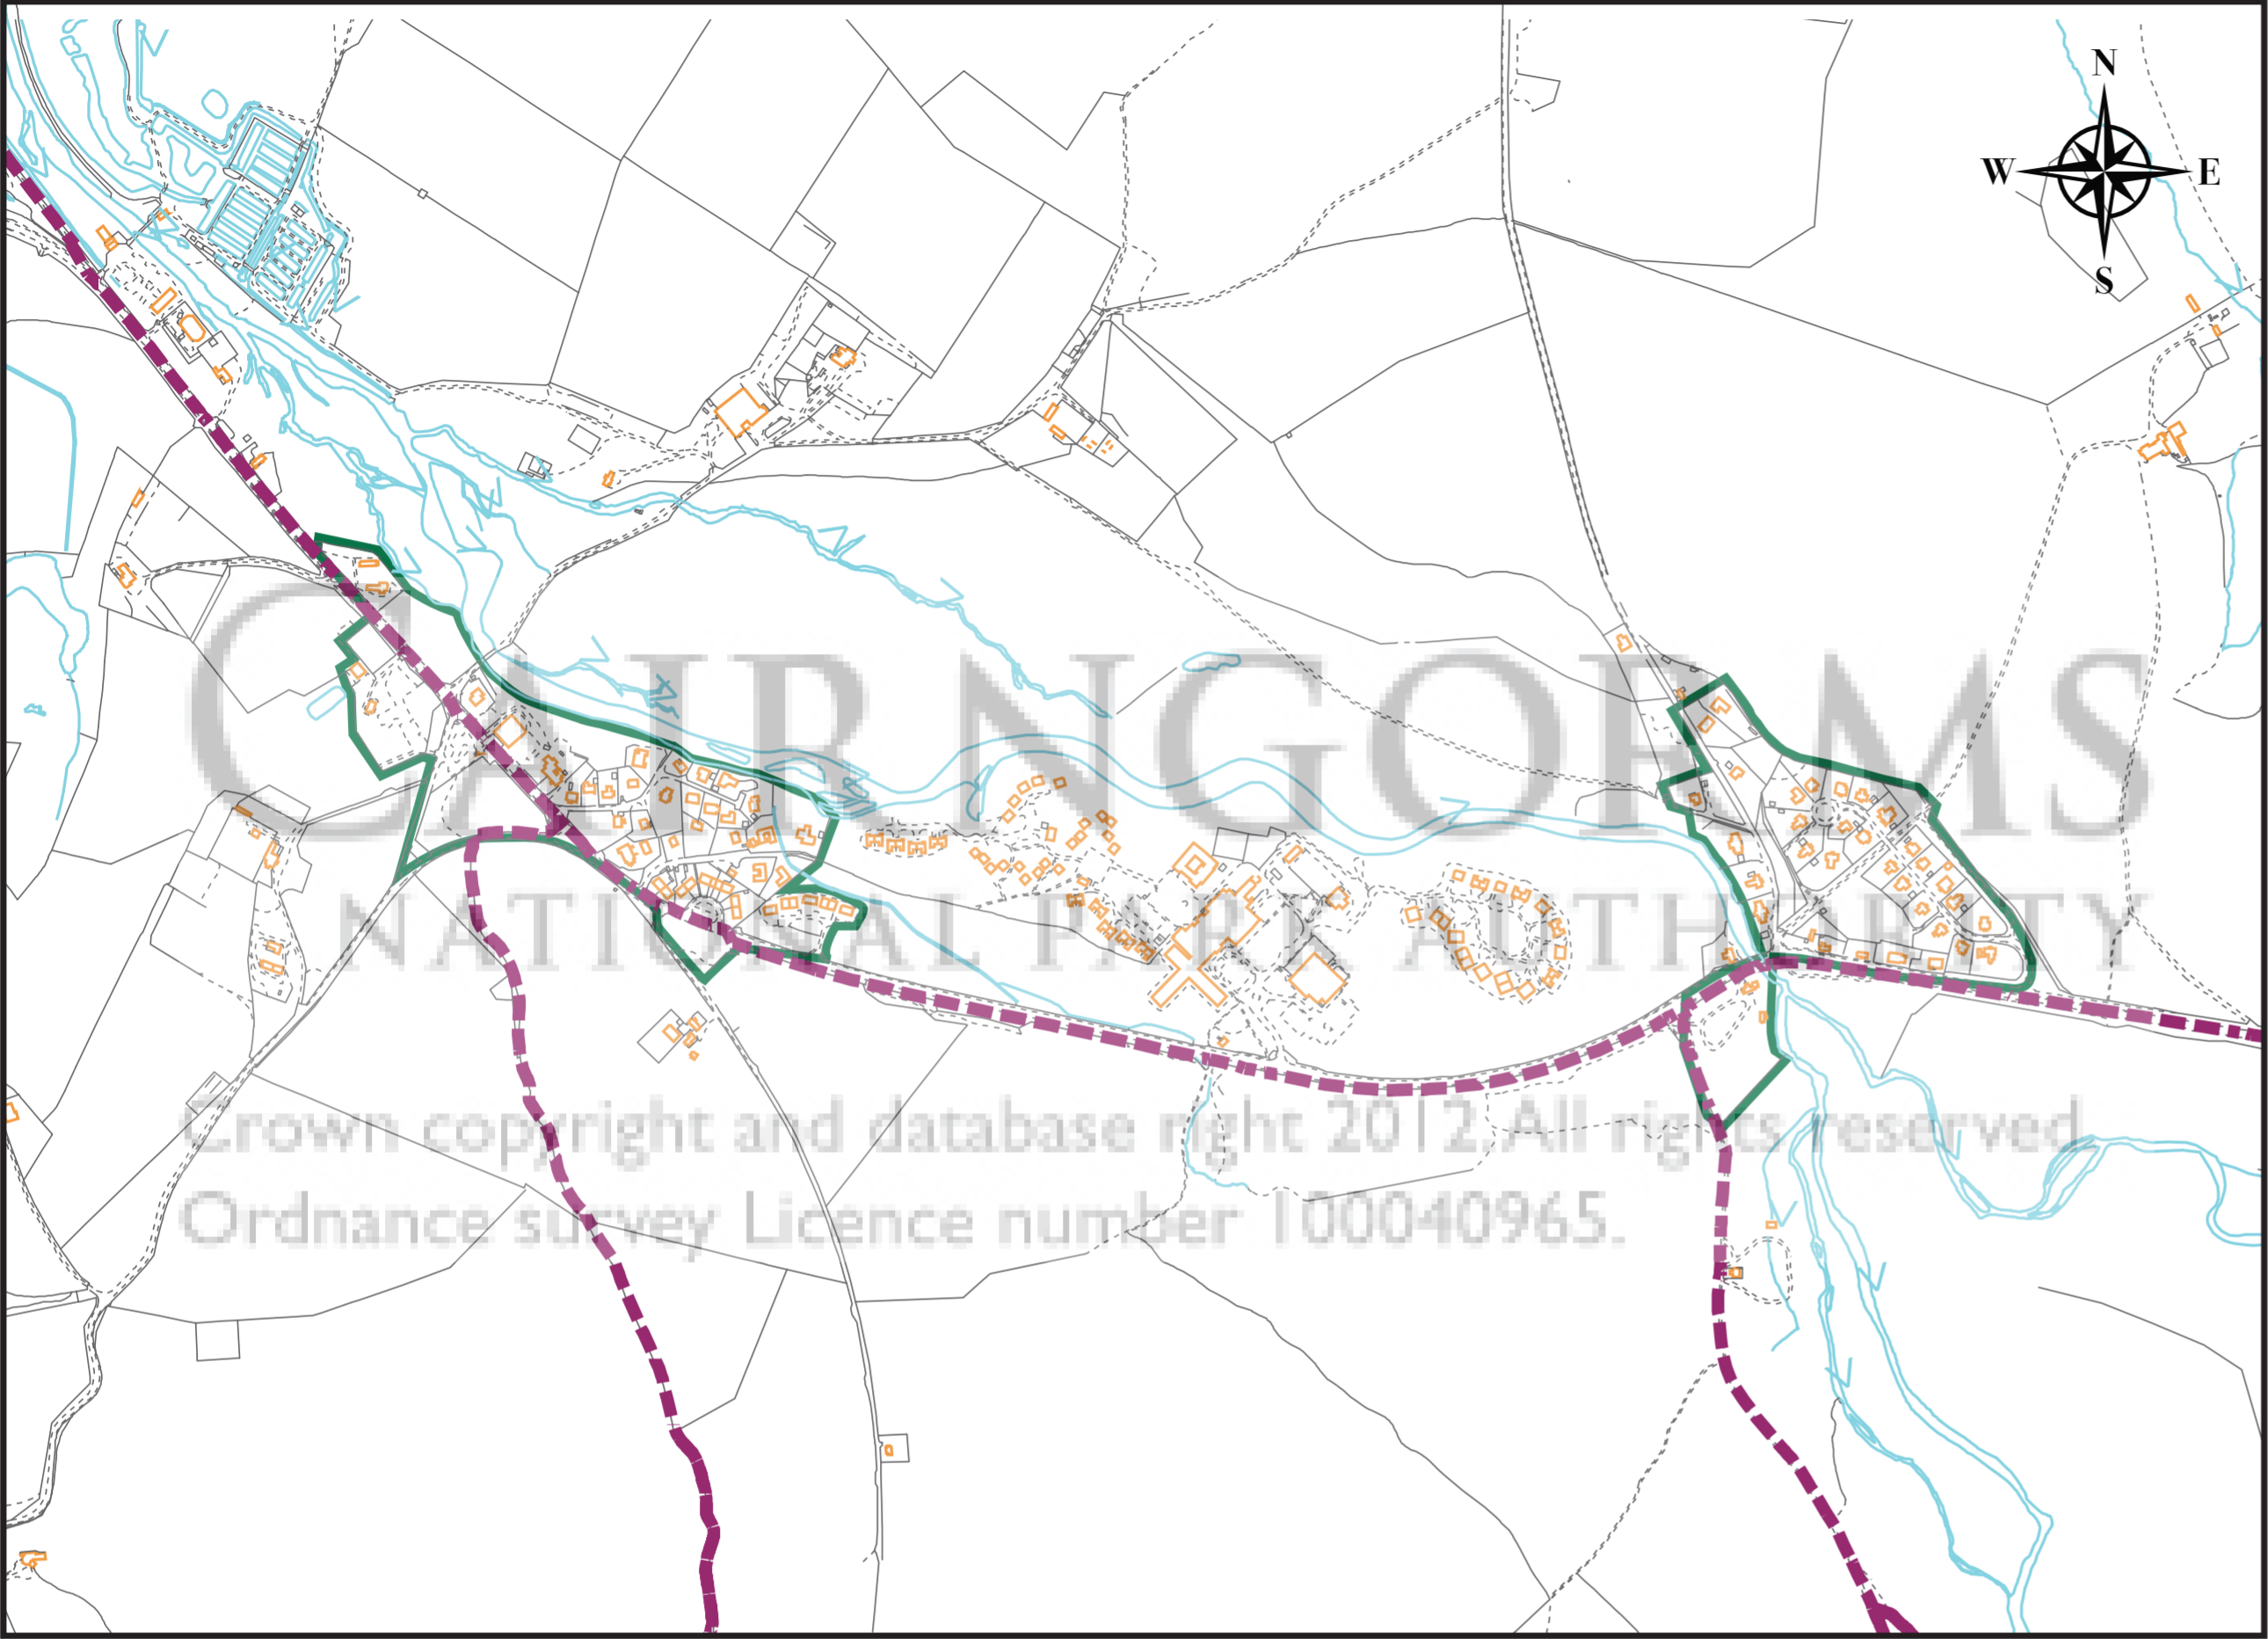 N
W E
S
CAIRNGORMS
NATIONAL PARK AUTHORITY
Crown copyright and database right 2012. All rights reserved.
Ordnance survey Licence number 100040965.